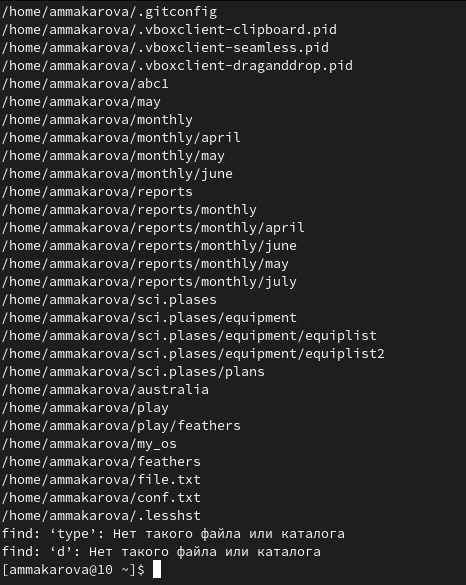 /home/ammakarova/.gitconfig
/home/ammakarova/.vboxclient-clipboard.pid
/home/ammakarova/.vboxclient-seamless.pid
/home/ammakarova/.vboxclient-draganddrop.pid
/home/ammakarova/abc1
/home/ammakarova/may
/home/ammakarova/monthly
/home/ammakarova/monthly/april
/home/ammakarova/monthly/may
/home/ammakarova/monthly/june
/home/ammakarova/reports
/home/ammakarova/reports/monthly
/home/ammakarova/reports/monthly/april
/home/ammakarova/reports/monthly/june
/home/ammakarova/reports/monthly/may
/home/ammakarova/reports/monthly/july
/home/ammakarova/sci.plases
/home/ammakarova/sci.plases/equipment
/home/ammakarova/sci.plases/equipment/equiplist
/home/ammakarova/sci.plases/equipment/equiplist2
/home/ammakarova/sci.plases/plans
/home/ammakarova/australia
/home/ammakarova/play
/home/ammakarova/play/feathers
/home/ammakarova/my_os
/home/ammakarova/feathers
/home/ammakarova/file.txt
/home/ammakarova/conf.txt
/home/ammakarova/.lesshst
find: ‘type’: Нет такого файла или каталога
find: ‘d’: Нет такого файла или каталога
[ammakarova@10 ~]$